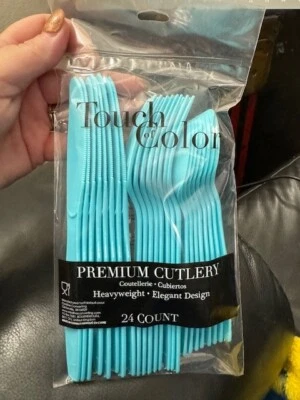 Touch
of
Color
PREMIUM CUTLERY
Coutellerie • Cubiertos
Heavyweight • Elegant Design
24 COUNT